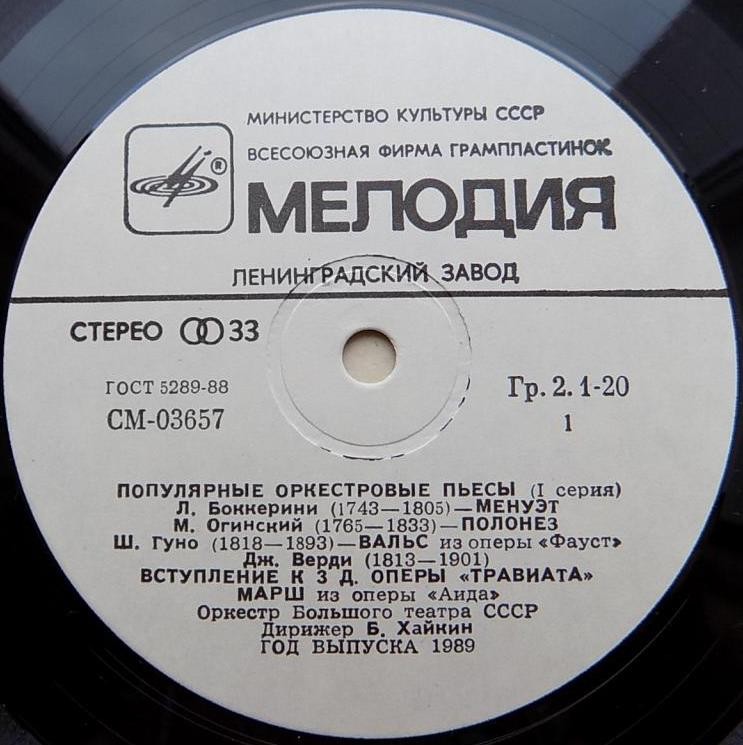 МИНИСТЕРСТВО КУЛЬТУРЫ СССР
ВСЕСОЮЗНАЯ ФИРМА ГРАМПЛАСТИНОК
®
МЕЛОДИЯ
ЛЕНИНГРАДСКИЙ ЗАВОД
СТЕРЕО 33
ГОСТ 5289-88
СМ-03657
Гр. 2. 1-20
1
ПОПУЛЯРНЫЕ ОРКЕСТРОВЫЕ ПЬЕСЫ (I серия)
Л. Боккерини (1743—1805)—МЕНУЭТ
М. Огинский (1765—1833)—ПОЛОНЕЗ
Ш. Гуно (1818—1893)—ВАЛЬС из оперы «Фауст»
Дж. Верди (1813—1901)
ВСТУПЛЕНИЕ К 3 Д. ОПЕРЫ «ТРАВИАТА»
МАРШ из оперы «Аида»
Оркестр Большого театра СССР
Дирижер Б. Хайкин
ГОД ВЫПУСКА 1989